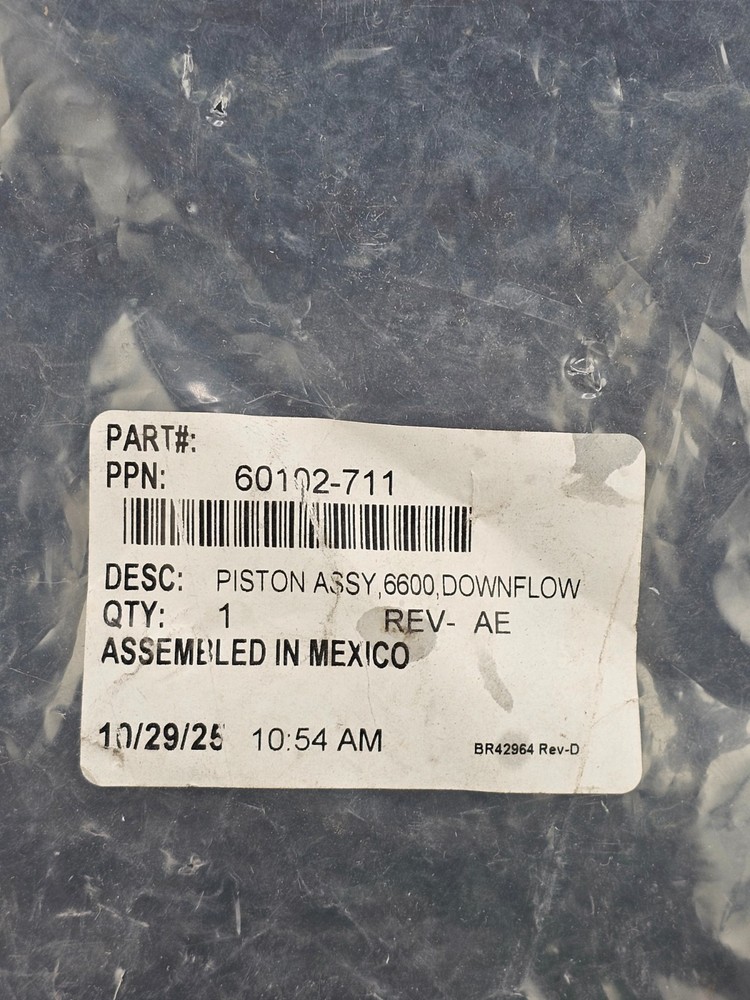 PART#:
PPN: 60102-711
DESC: PISTON ASSY,6600,DOWNFLOW
QTY: 1 REV- AE
ASSEMBLED IN MEXICO
10/29/25 10:54 AM
BR42964 Rev-D